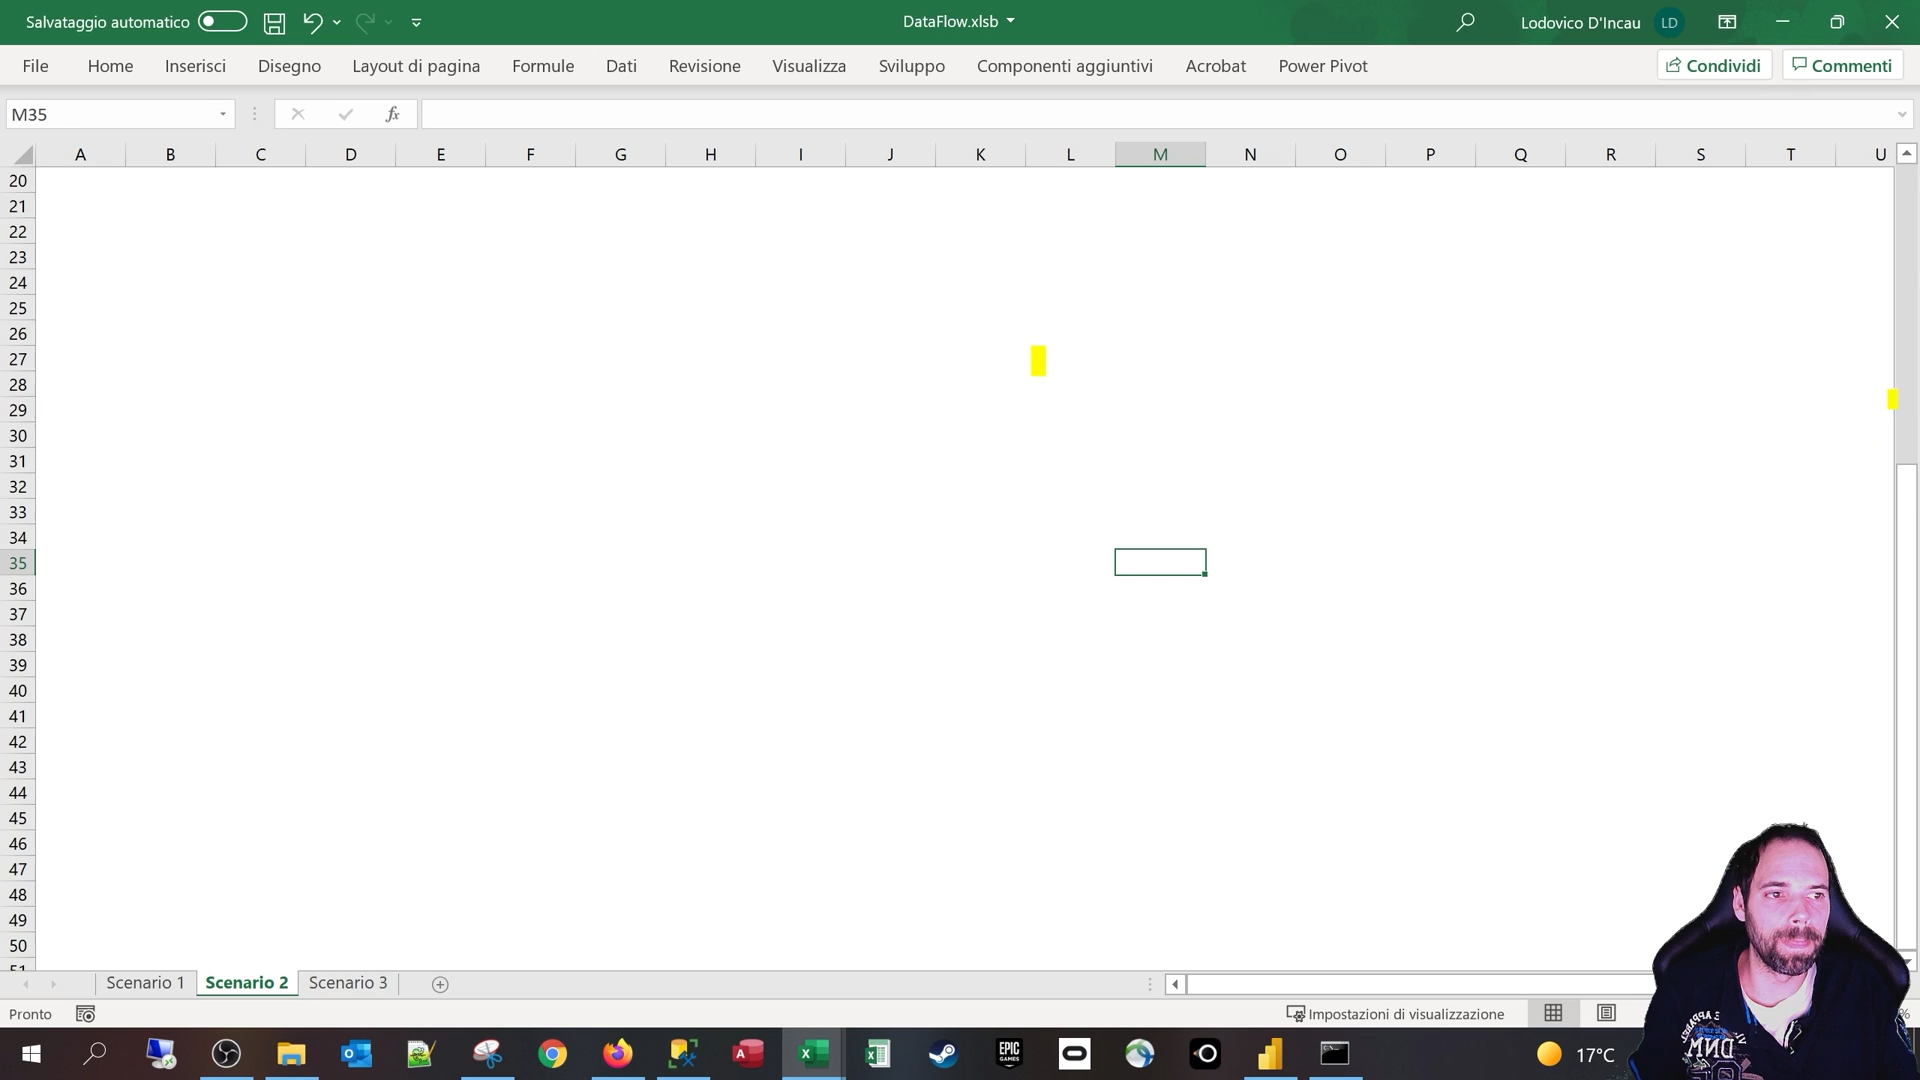 Salvataggio automatico
DataFlow.xlsb
Lodovico D'Incau
LD
File Home Inserisci Disegno Layout di pagina Formule Dati Revisione Visualizza Sviluppo Componenti aggiuntivi Acrobat Power Pivot Condividi Commenti
M35
fx
A B C D E F G H I J K L M N O P Q R S T U
20
21
22
23
24
25
26
27
28
29
30
31
32
33
34
35
36
37
38
39
40
41
42
43
44
45
46
47
48
49
50
51
Scenario 1 Scenario 2 Scenario 3
Pronto
Impostazioni di visualizzazione
%
EPIC GAMES
17°C